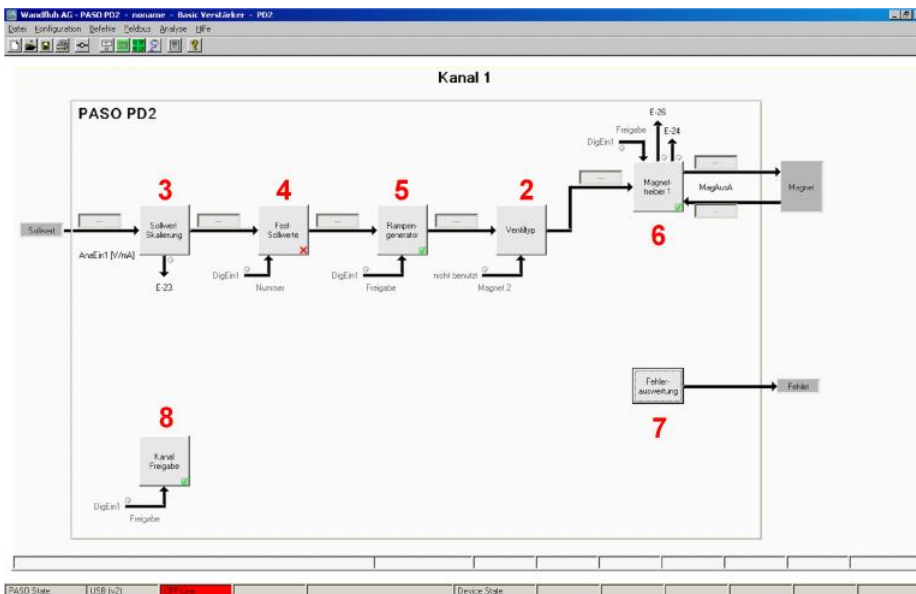 Wandfluh AG - PASO PD2 - noname - Basic Verstärker - PD2
Datei Konfiguration Befehle Feldbus Analyse Hilfe
Kanal 1
PASO PD2
E-26
Freigabe
E-24
DigEin1
3
4
5
2
Sollwert
---
Sollwert
Skalierung
---
Fest-
Sollwerte
---
Rampen-
generator
---
Ventiltyp
---
Magnet-
treiber 1
---
MagAusA
---
Magnet
6
AnaEin1 [V/mA]
E-23
DigEin1
Nummer
DigEin1
Freigabe
nicht benutzt
Magnet 2
Fehler-
auswertung
Fehler
7
8
Kanal
Freigabe
DigEin1
Freigabe
PASO State:
USB (v2)
OFF-Line
Device State